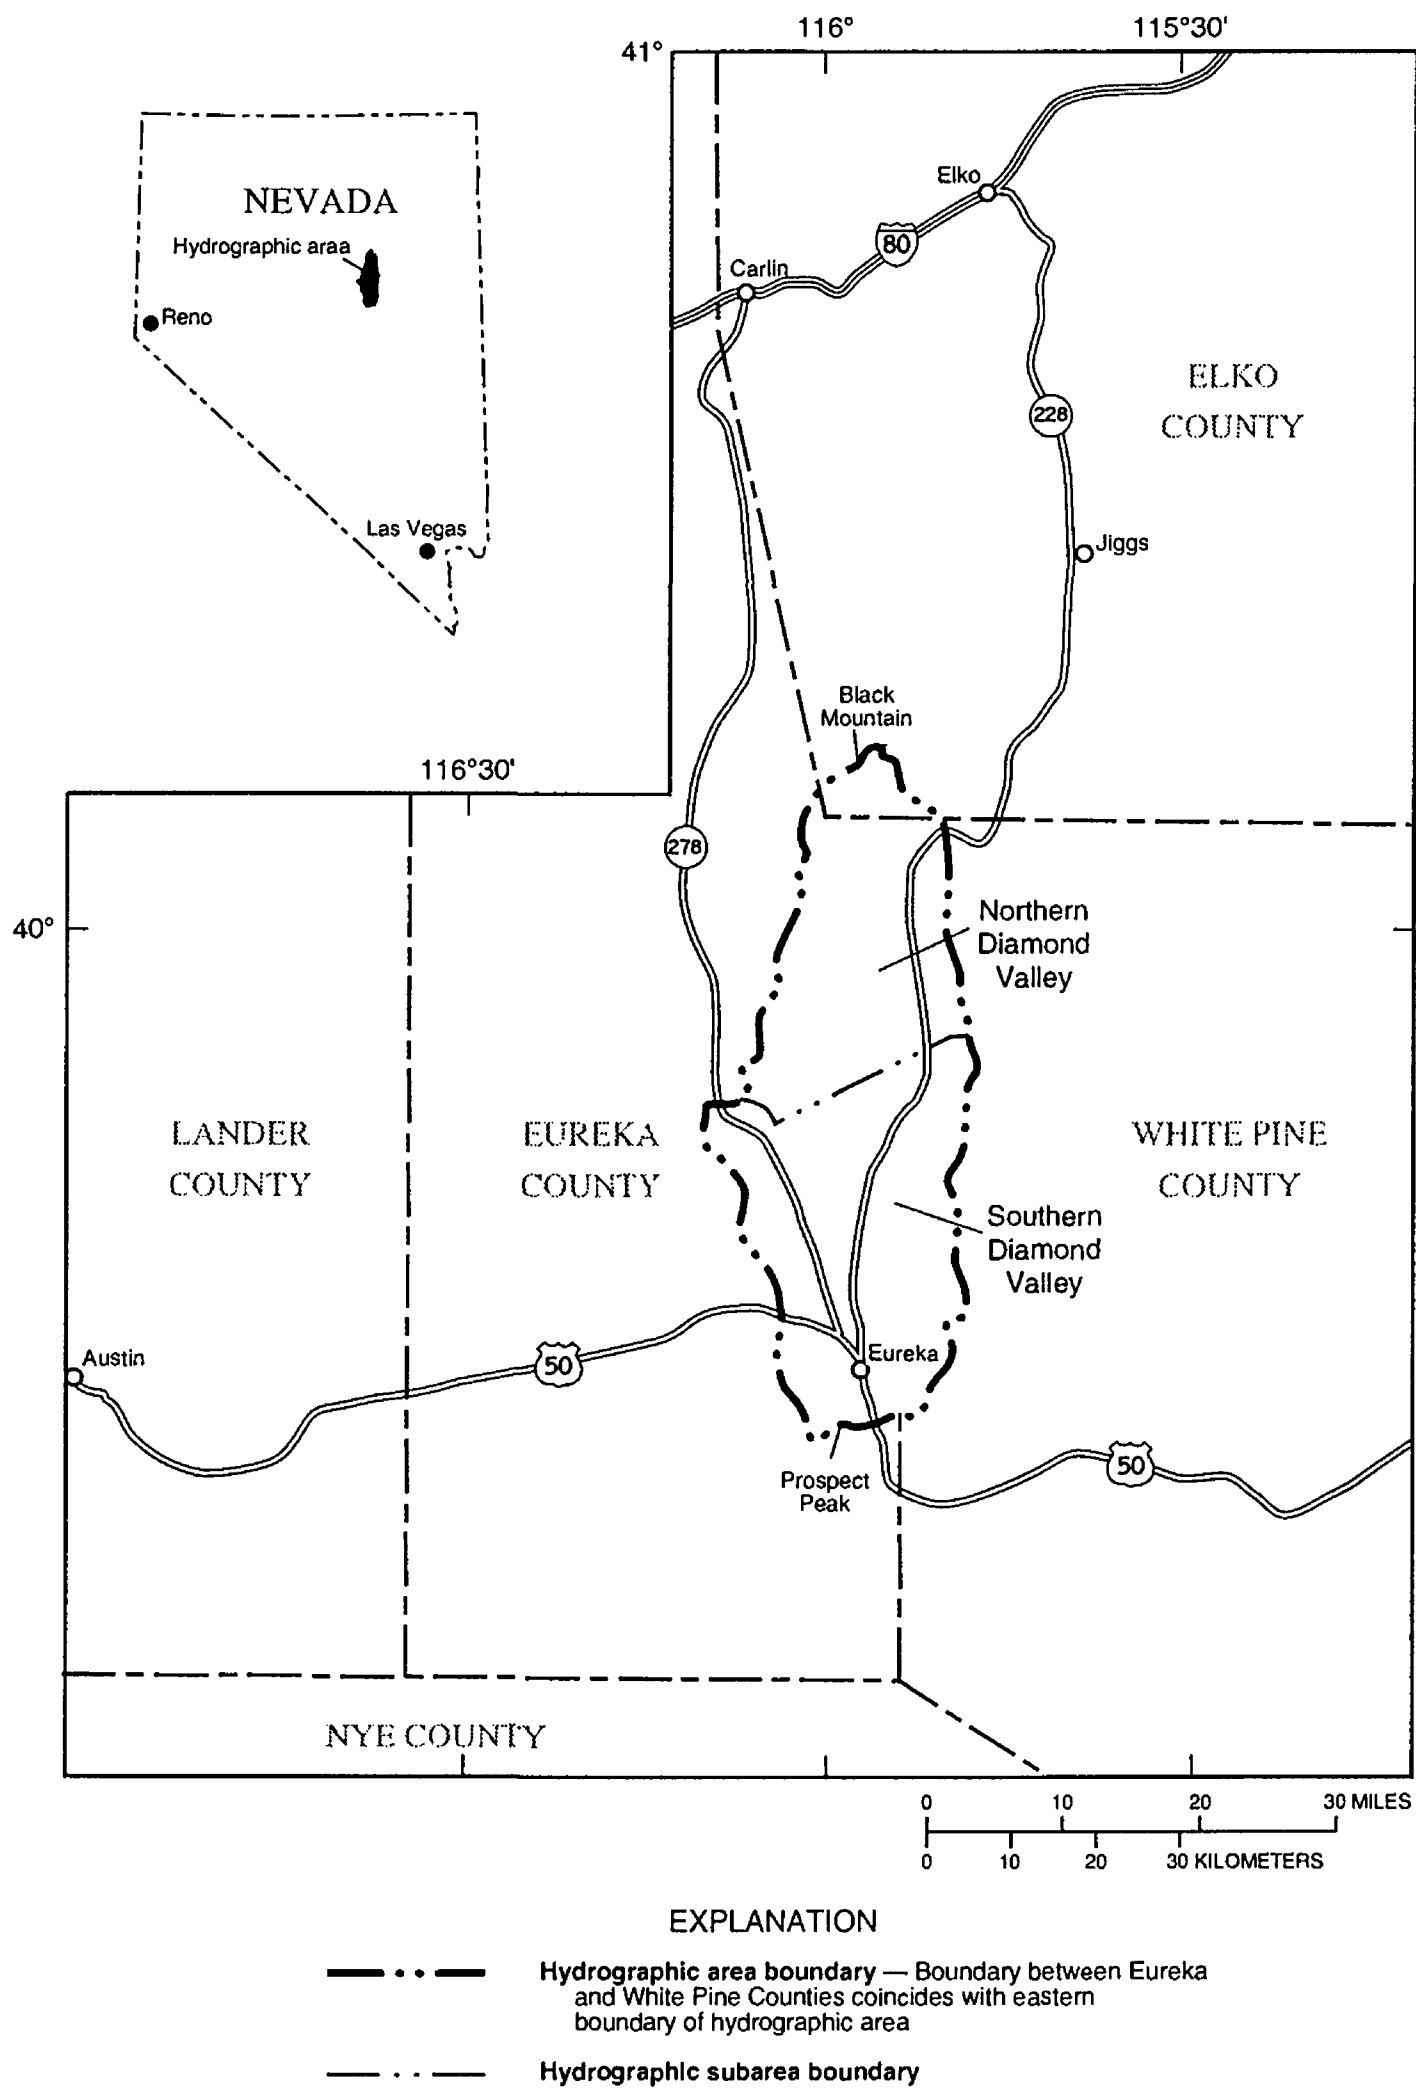 116°
115°30'
41°
NEVADA
Hydrographic araa
Reno
Las Vegas
Elko
80
Carlin
ELKO
COUNTY
228
Jiggs
Black
Mountain
116°30'
278
40°
Northern
Diamond
Valley
LANDER
COUNTY
EUREKA
COUNTY
WHITE PINE
COUNTY
Southern
Diamond
Valley
Austin
50
Eureka
50
Prospect
Peak
NYE COUNTY
0 10 20 30 MILES
0 10 20 30 KILOMETERS
EXPLANATION
Hydrographic area boundary — Boundary between Eureka
and White Pine Counties coincides with eastern
boundary of hydrographic area
Hydrographic subarea boundary